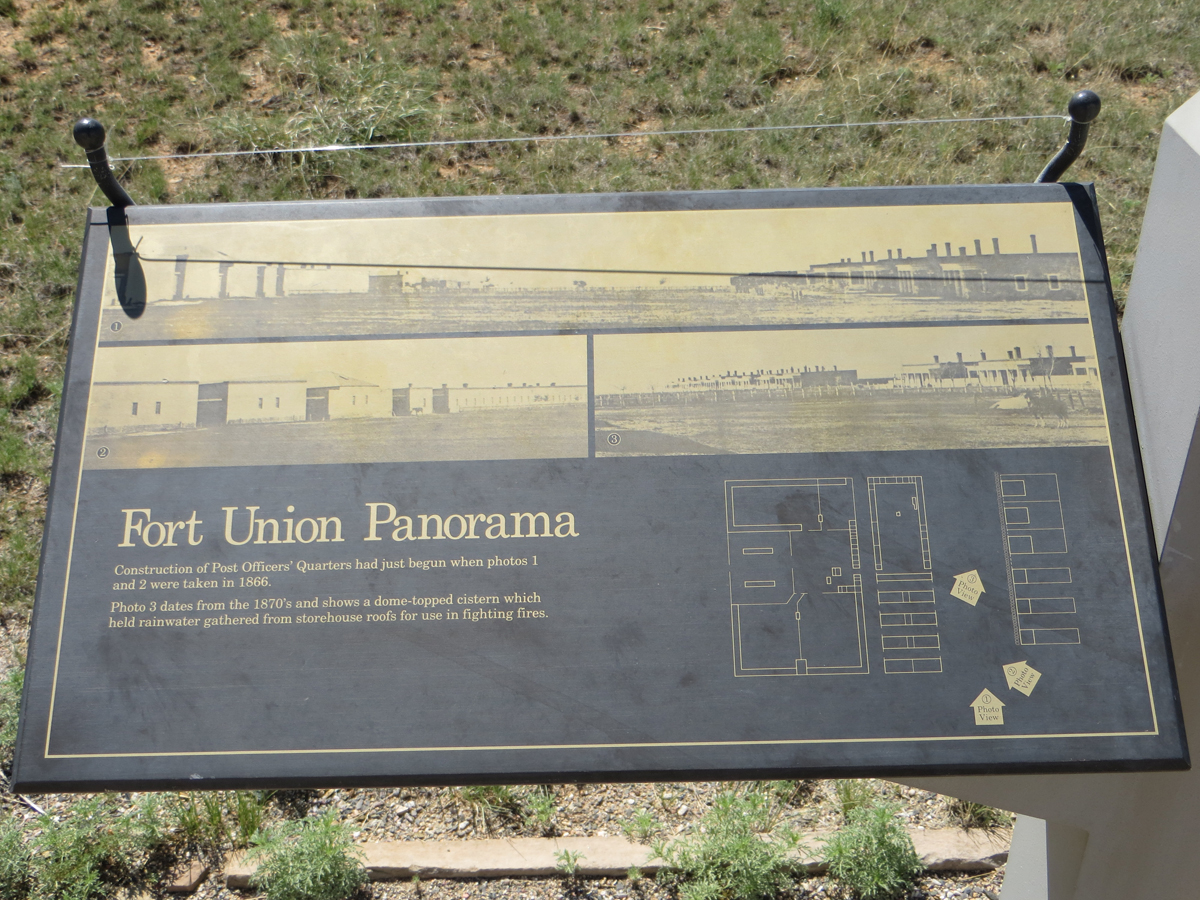 1
2
3
Fort Union Panorama
Construction of Post Officers' Quarters had just begun when photos 1
and 2 were taken in 1866.
Photo 3 dates from the 1870's and shows a dome-topped cistern which
held rainwater gathered from storehouse roofs for use in fighting fires.
Photo
View
Photo
View
1
Photo
View